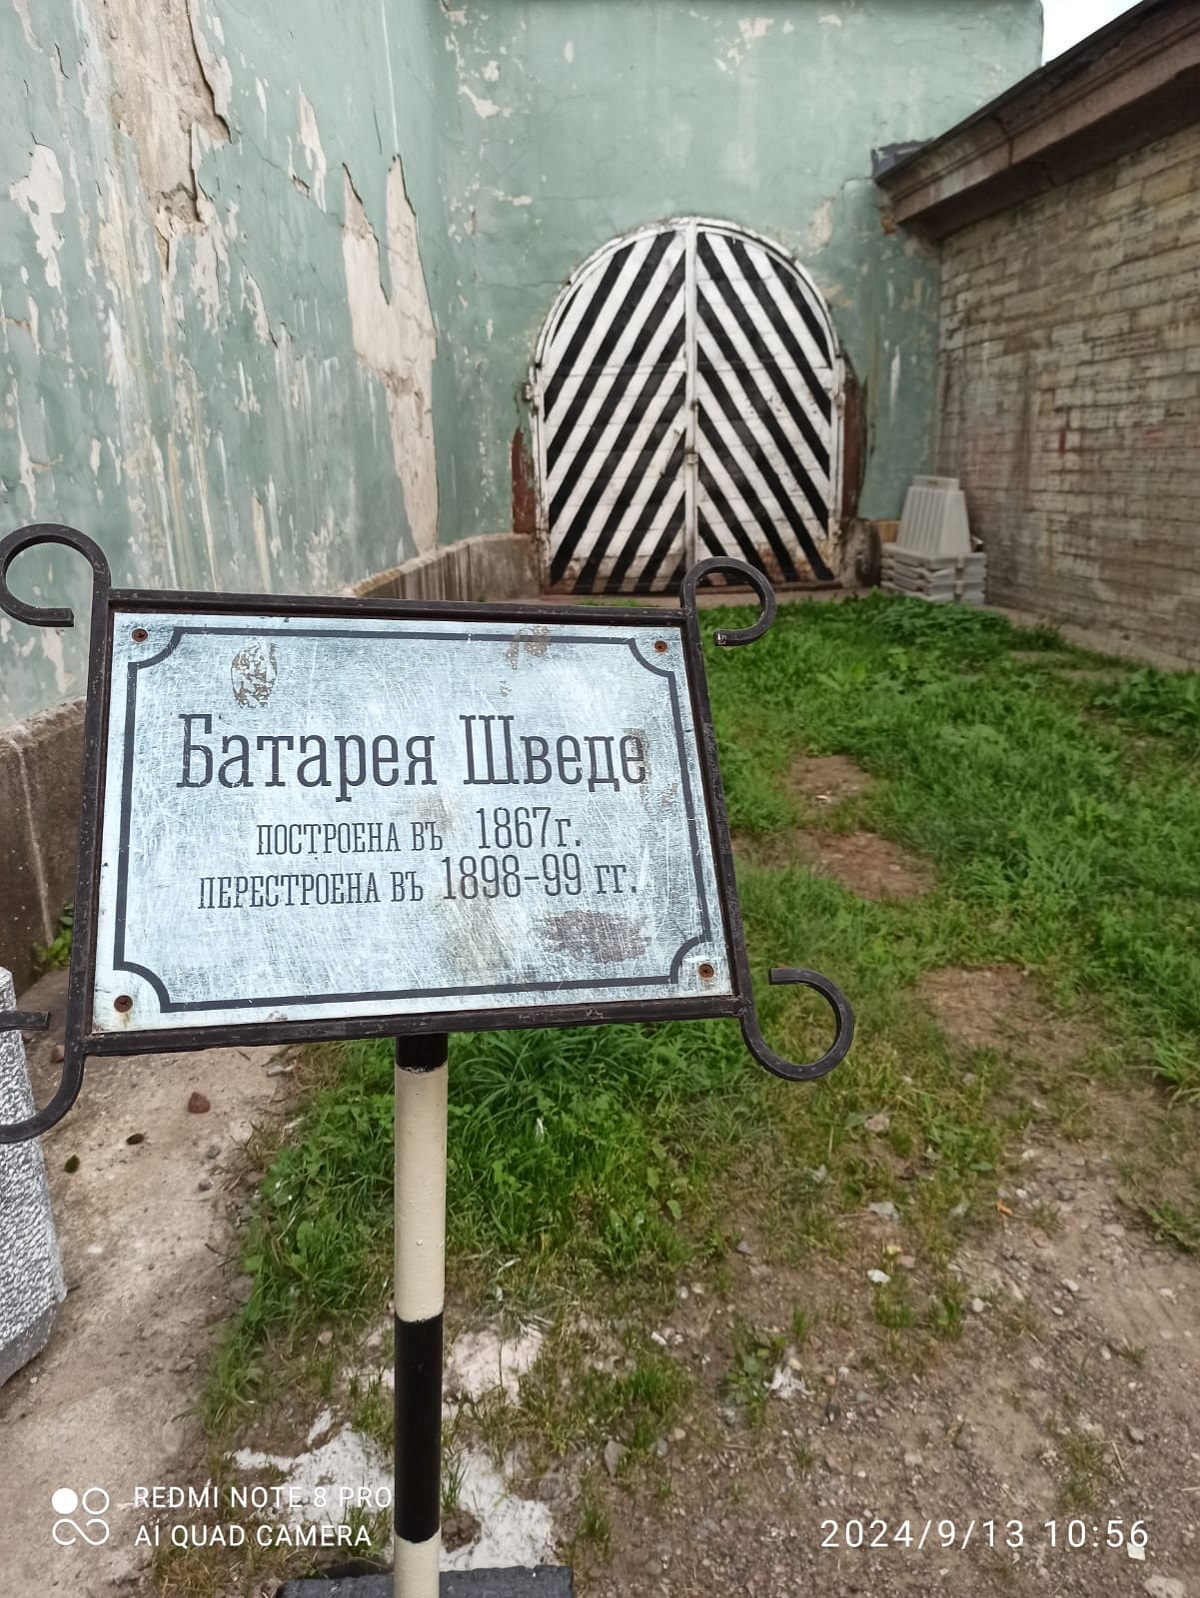 Батарея Шведе
ПОСТРОЕНА ВЪ 1867г.
ПЕРЕСТРОЕНА ВЪ 1898-99 гг.
REDMI NOTE 8 PRO
AI QUAD CAMERA
2024/9/13 10:56